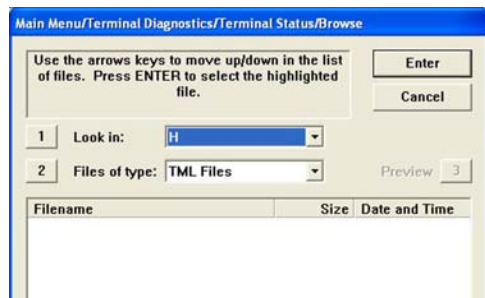 Main Menu/Terminal Diagnostics/Terminal Status/Browse
Use the arrows keys to move up/down in the list
of files. Press ENTER to select the highlighted
file.
Enter
Cancel
1 Look in: H
2 Files of type: TML Files Preview 3
Filename Size Date and Time